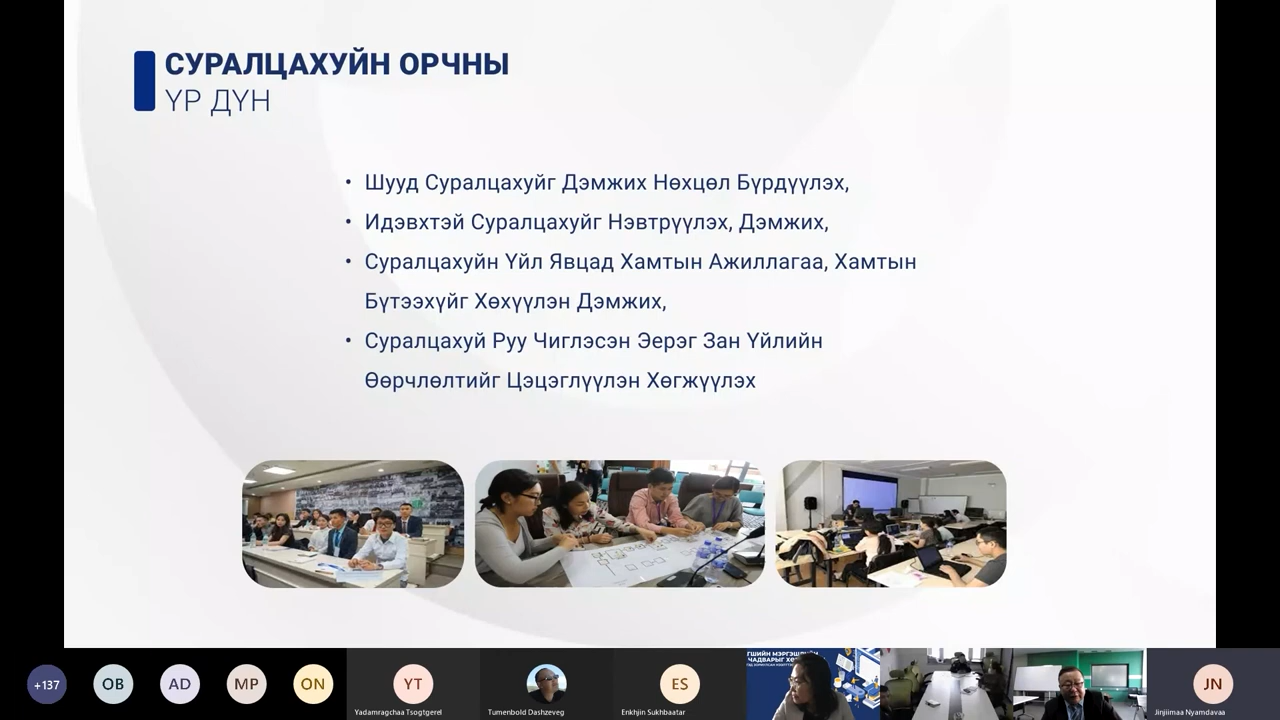 СУРАЛЦАХУЙН ОРЧНЫ
ҮР ДҮН
• Шууд Суралцахуйг Дэмжих Нөхцөл Бүрдүүлэх,
• Идэвхтэй Суралцахуйг Нэвтрүүлэх, Дэмжих,
• Суралцахуйн Үйл Явцад Хамтын Ажиллагаа, Хамтын
Бүтээхүйг Хөхүүлэн Дэмжих,
• Суралцахуй Руу Чиглэсэн Эерэг Зан Үйлийн
Өөрчлөлтийг Цэцэглүүлэн Хөгжүүлэх
+137
OB
AD
MP
ON
YT
Yadamragchaa Tsogtgerel
Tumenbold Dashzeveg
ES
Enkhjin Sukhbaatar
JN
Jinjiimaa Nyamdavaa